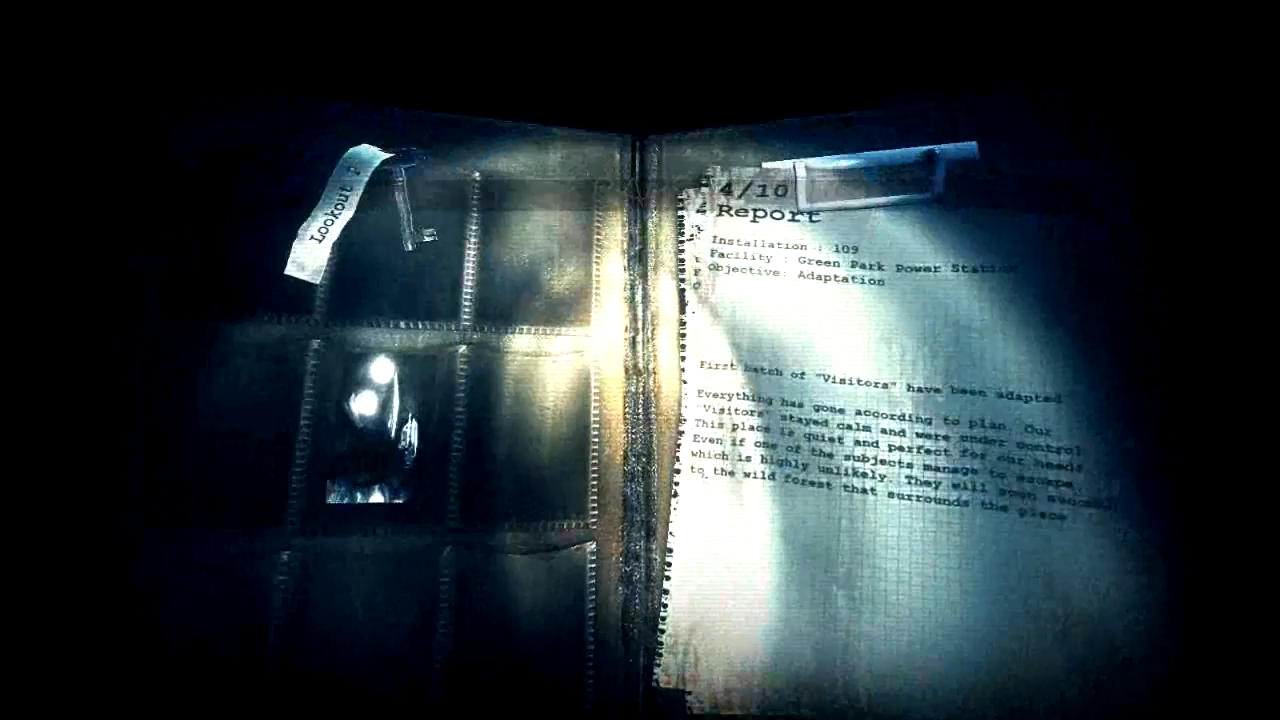 Lookout
4/10
Report
Installation : 109
Facility : Green Park Power Station
Objective: Adaptation
First batch of "Visitors" have been adapted
Everything has gone according to plan. Our
"Visitors" stayed calm and were under control
This place is quiet and perfect for our needs
Even if one of the subjects manage to escape
which is highly unlikely. They will soon succumb
to the wild forest that surrounds the place